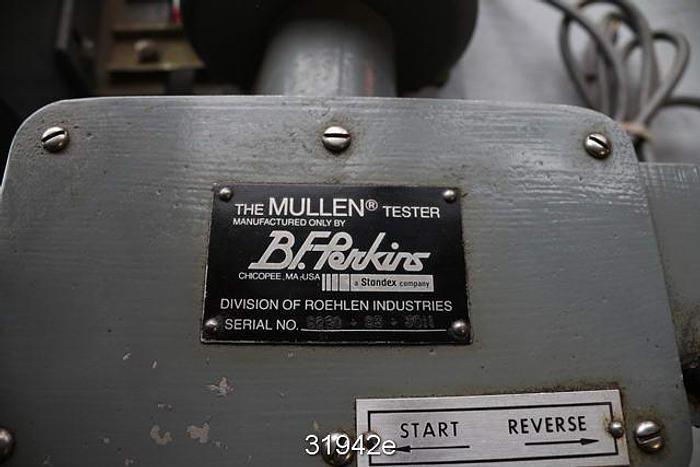 THE MULLEN® TESTER
MANUFACTURED ONLY BY
B.F. Perkins
CHICOPEE, MA, USA
a Standex company
DIVISION OF ROEHLEN INDUSTRIES
SERIAL NO.
START REVERSE
31942e